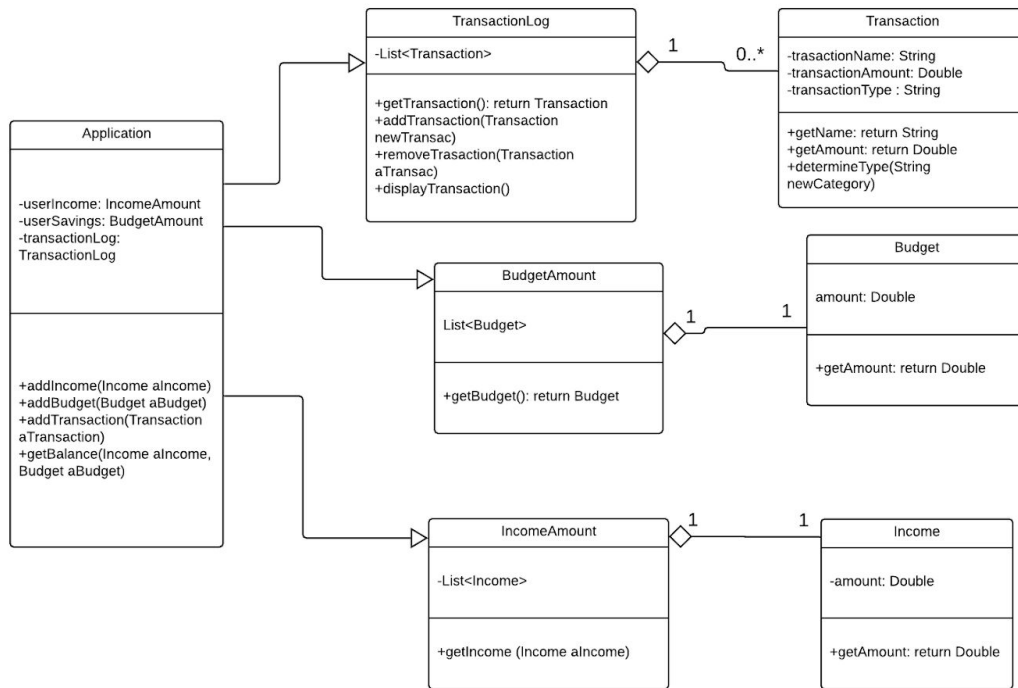 TransactionLog
-List<Transaction>
+getTransaction(): return Transaction
+addTransaction(Transaction
newTransac)
+removeTrasaction(Transaction
aTransac)
+displayTransaction()
1
0..*
Transaction
-trasactionName: String
-transactionAmount: Double
-transactionType : String
+getName: return String
+getAmount: return Double
+determineType(String
newCategory)
Application
-userIncome: IncomeAmount
-userSavings: BudgetAmount
-transactionLog:
TransactionLog
+addIncome(Income aIncome)
+addBudget(Budget aBudget)
+addTransaction(Transaction
aTransaction)
+getBalance(Income aIncome,
Budget aBudget)
BudgetAmount
List<Budget>
+getBudget(): return Budget
1
1
Budget
amount: Double
+getAmount: return Double
IncomeAmount
-List<Income>
+getIncome (Income aIncome)
1
1
Income
-amount: Double
+getAmount: return Double